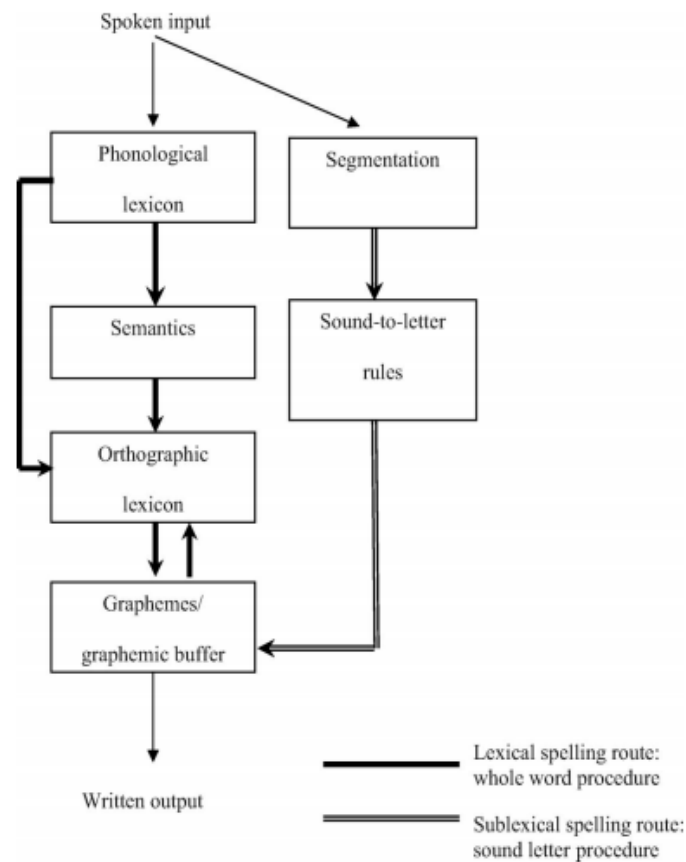 Spoken input
Phonological
lexicon
Segmentation
Semantics
Sound-to-letter
rules
Orthographic
lexicon
Graphemes/
graphemic buffer
Written output
Lexical spelling route:
whole word procedure
Sublexical spelling route:
sound letter procedure